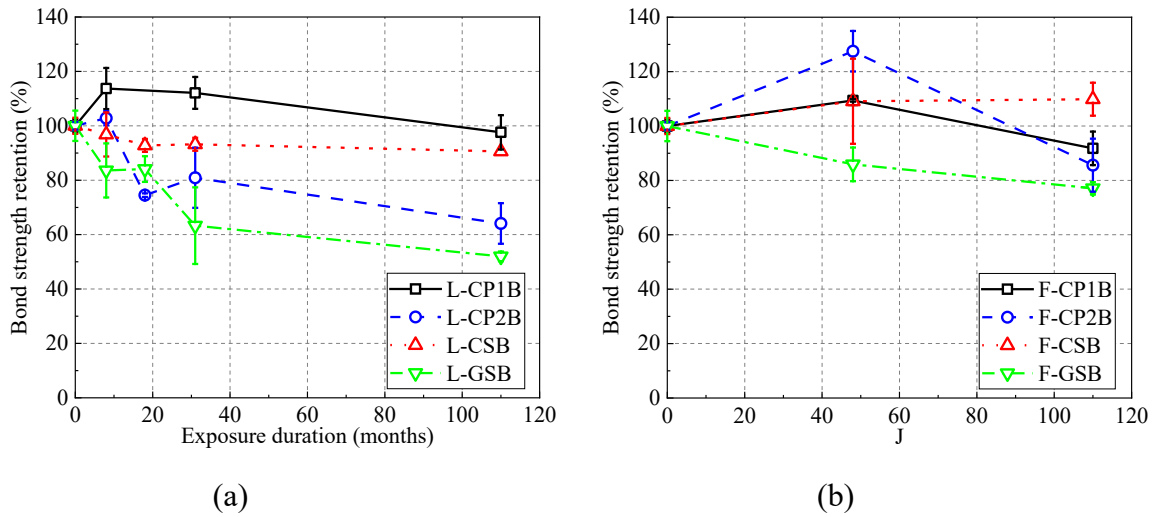 140
120
100
80
60
40
20
0
Bond strength retention (%)
L-CP1B
L-CP2B
L-CSB
L-GSB
0 20 40 60 80 100 120
Exposure duration (months)
(a)
140
120
100
80
60
40
20
0
Bond strength retention (%)
F-CP1B
F-CP2B
F-CSB
F-GSB
0 20 40 60 80 100 120
J
(b)